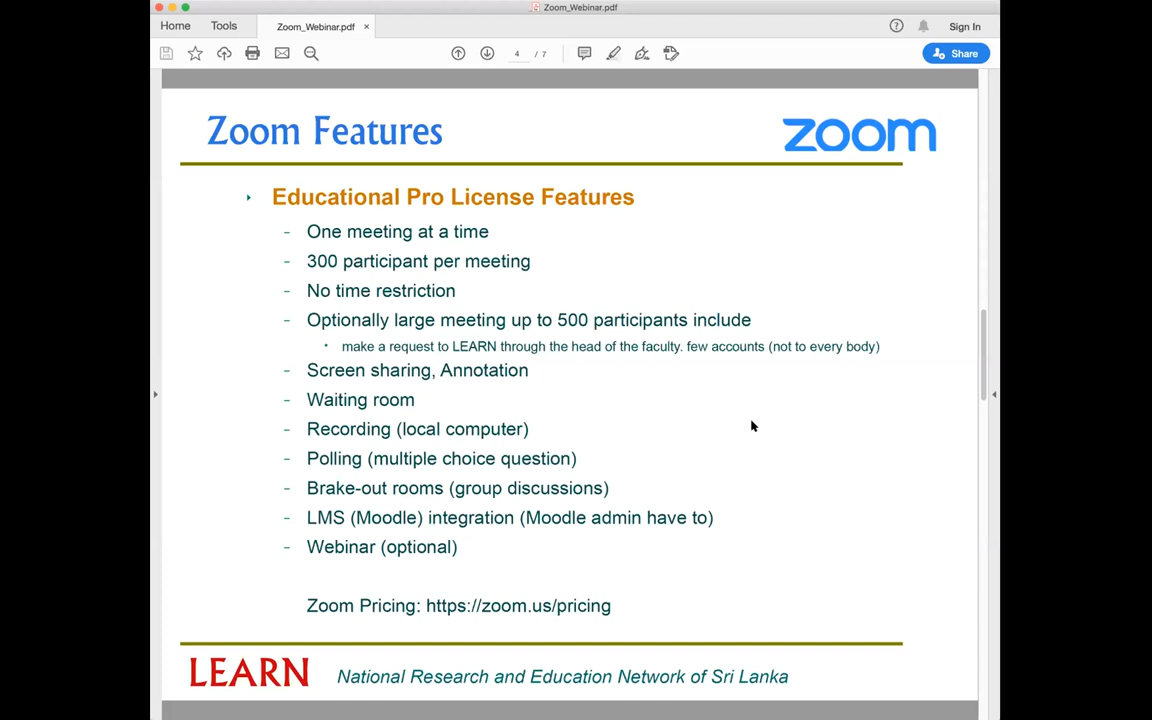 Zoom_Webinar.pdf
Home Tools Zoom_Webinar.pdf × Sign In
4 / 7 Share
Zoom Features zoom
Educational Pro License Features
- One meeting at a time
- 300 participant per meeting
- No time restriction
- Optionally large meeting up to 500 participants include
• make a request to LEARN through the head of the faculty. few accounts (not to every body)
- Screen sharing, Annotation
- Waiting room
- Recording (local computer)
- Polling (multiple choice question)
- Brake-out rooms (group discussions)
- LMS (Moodle) integration (Moodle admin have to)
- Webinar (optional)
Zoom Pricing: https://zoom.us/pricing
LEARN National Research and Education Network of Sri Lanka